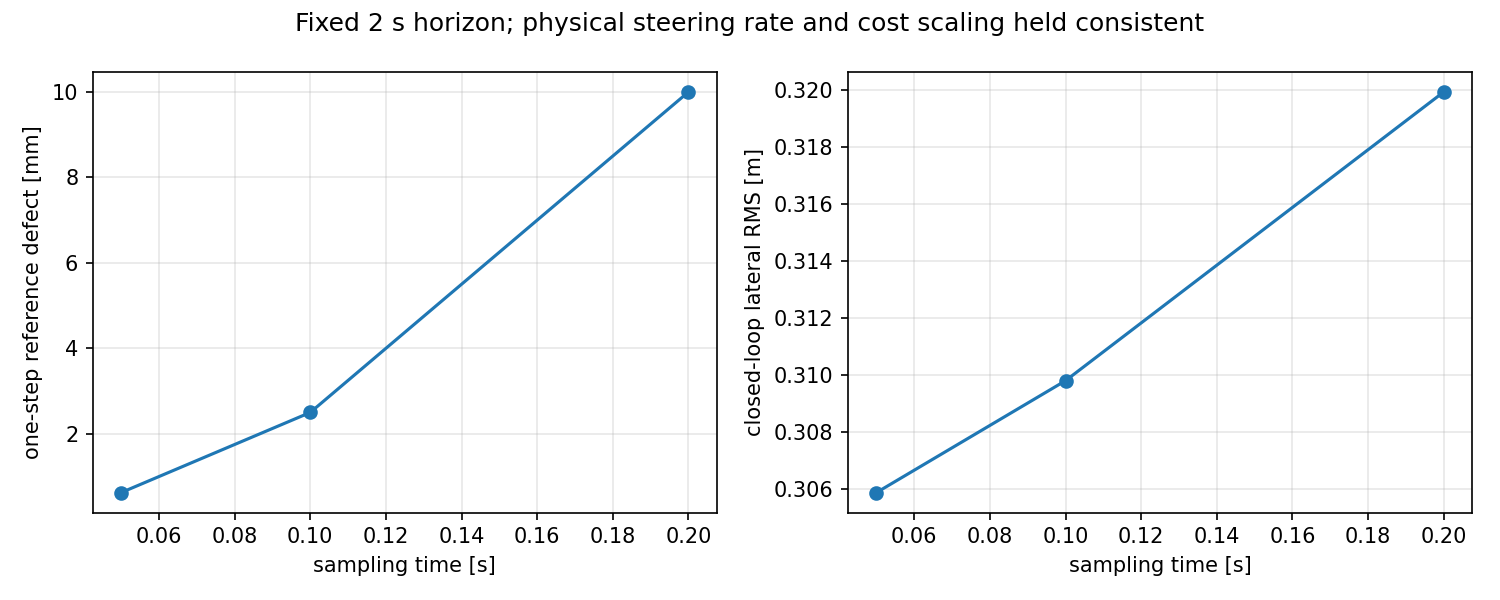 Fixed 2 s horizon; physical steering rate and cost scaling held consistent
one-step reference defect [mm]
10
8
6
4
2
0.06 0.08 0.10 0.12 0.14 0.16 0.18 0.20
sampling time [s]
closed-loop lateral RMS [m]
0.320
0.318
0.316
0.314
0.312
0.310
0.308
0.306
0.06 0.08 0.10 0.12 0.14 0.16 0.18 0.20
sampling time [s]